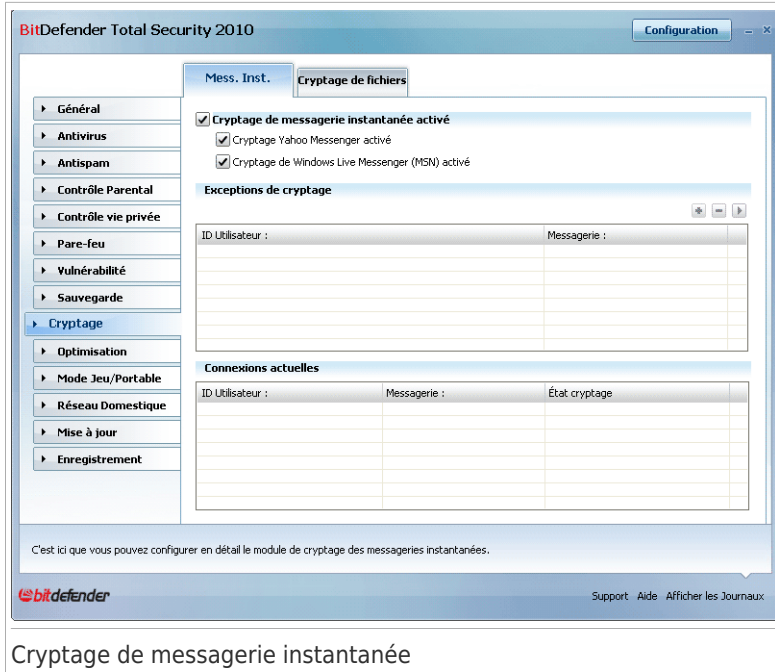 BitDefender Total Security 2010
Configuration
Mess. Inst.
Cryptage de fichiers
Général
Antivirus
Antispam
Contrôle Parental
Contrôle vie privée
Pare-feu
Vulnérabilité
Sauvegarde
Cryptage
Optimisation
Mode Jeu/Portable
Réseau Domestique
Mise à jour
Enregistrement
Cryptage de messagerie instantanée activé
Cryptage Yahoo Messenger activé
Cryptage de Windows Live Messenger (MSN) activé
Exceptions de cryptage
ID Utilisateur : Messagerie :
Connexions actuelles
ID Utilisateur : Messagerie : État cryptage
C'est ici que vous pouvez configurer en détail le module de cryptage des messageries instantanées.
bitdefender
Support Aide Afficher les Journaux
Cryptage de messagerie instantanée